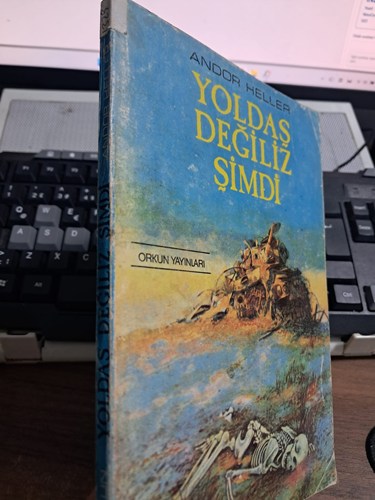 ANDOR HELLER
YOLDAŞ
DEĞİLİZ
ŞİMDİ
ORKUN YAYINLARI
YOLDAŞ DEĞİLİZ ŞİMDİ
A
S
D